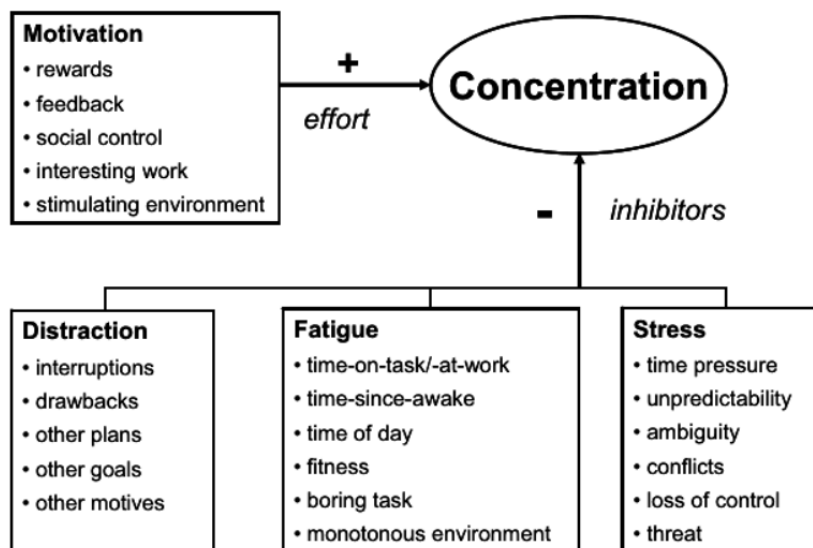 Motivation
• rewards
• feedback
• social control
• interesting work
• stimulating environment
+
effort
Concentration
-
inhibitors
Distraction
• interruptions
• drawbacks
• other plans
• other goals
• other motives
Fatigue
• time-on-task/-at-work
• time-since-awake
• time of day
• fitness
• boring task
• monotonous environment
Stress
• time pressure
• unpredictability
• ambiguity
• conflicts
• loss of control
• threat